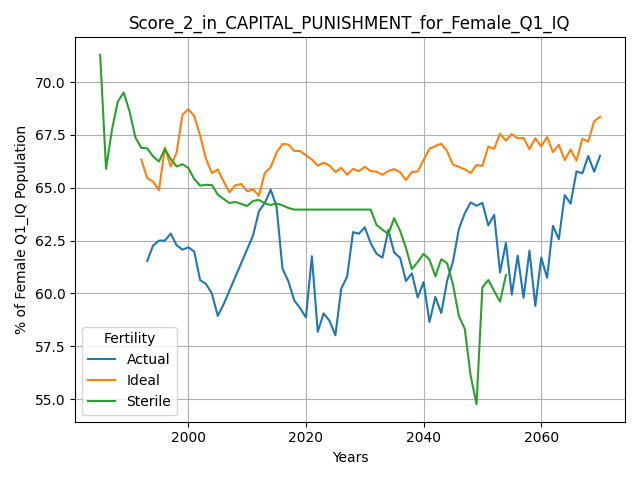 Score_2_in_CAPITAL_PUNISHMENT_for_Female_Q1_IQ
% of Female Q1_IQ Population
70.0
67.5
65.0
62.5
60.0
57.5
55.0
Fertility
Actual
Ideal
Sterile
2000 2020 2040 2060
Years